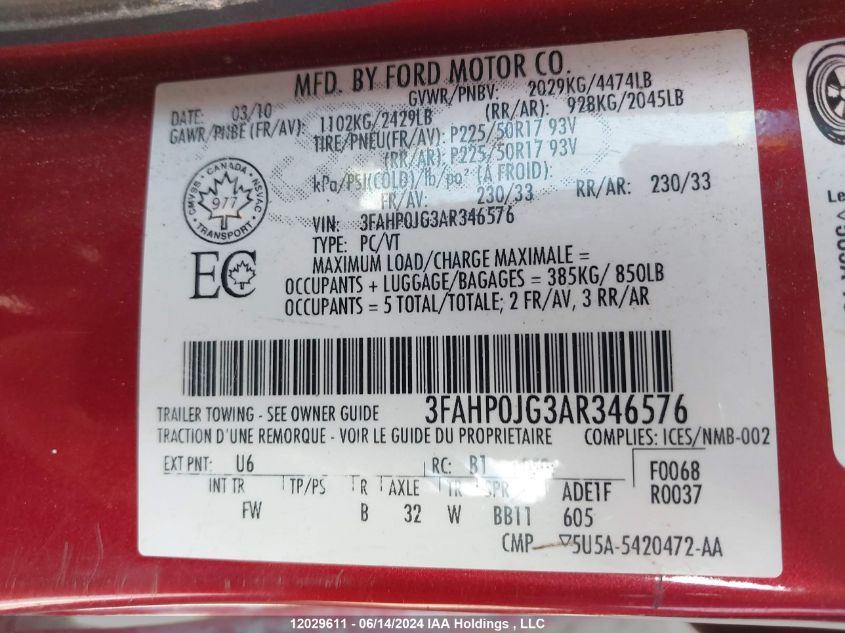 MFD. BY FORD MOTOR CO.
DATE: 03/10 GVWR/PNBV: 2029KG/4474LB
GAWR/PNBE (FR/AV): 1102KG/2429LB (RR/AR): 928KG/2045LB
TIRE/PNEU(FR/AV): P225/50R17 93V
(RR/AR): P225/50R17 93V
kPa/PSI(COLD)/lb/po² (A FROID):
FR/AV: 230/33 RR/AR: 230/33
CANADA
CMVSS NSVAC
977
TRANSPORT
VIN: 3FAHP0JG3AR346576
TYPE: PC/VT
EC
MAXIMUM LOAD/CHARGE MAXIMALE =
OCCUPANTS + LUGGAGE/BAGAGES = 385KG/ 850LB
OCCUPANTS = 5 TOTAL/TOTALE; 2 FR/AV, 3 RR/AR
TRAILER TOWING - SEE OWNER GUIDE 3FAHP0JG3AR346576
TRACTION D'UNE REMORQUE - VOIR LE GUIDE DU PROPRIETAIRE COMPLIES: ICES/NMB-002
EXT PNT: U6 RC: B1 F0068
INT TR TP/PS R AXLE TR SPR ADE1F R0037
FW B 32 W BB11 605
CMP ▽5U5A-5420472-AA
Le
12029611 - 06/14/2024 IAA Holdings , LLC